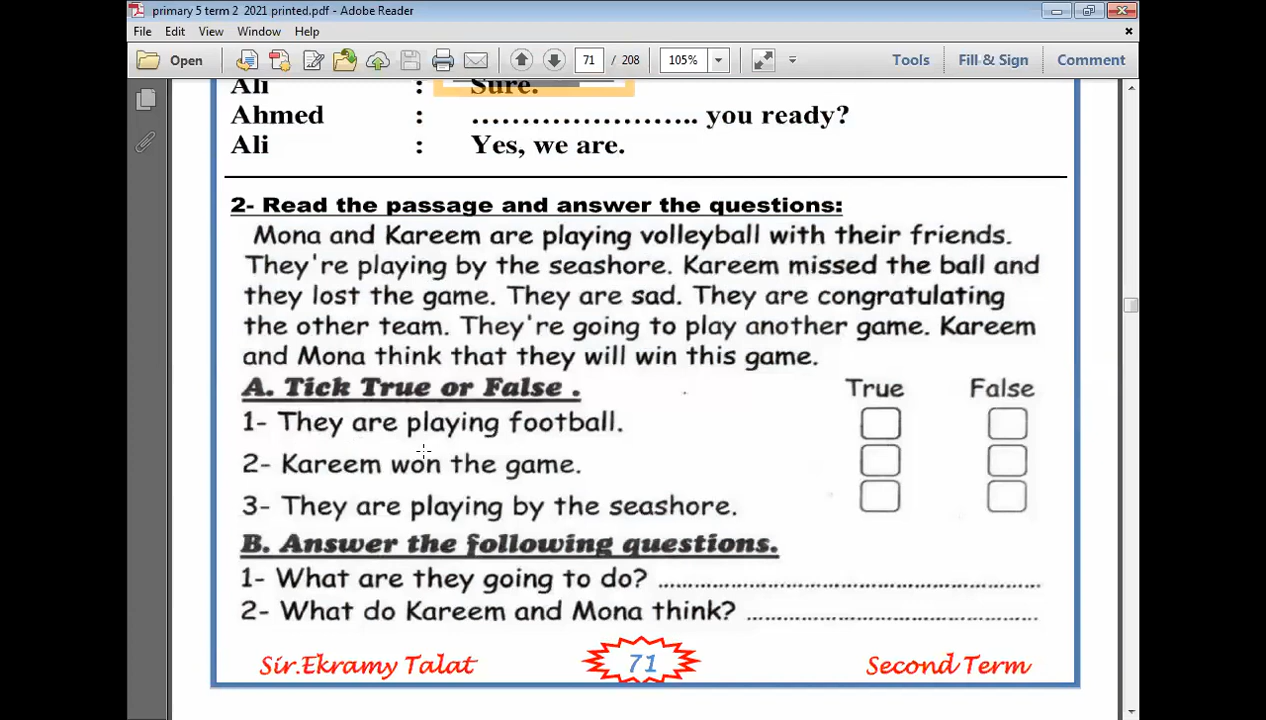 primary 5 term 2 2021 printed.pdf - Adobe Reader
File Edit View Window Help
Open 71 / 208 105% Tools Fill & Sign Comment
Ali : Sure.
Ahmed : ………………….. you ready?
Ali : Yes, we are.
2- Read the passage and answer the questions:
Mona and Kareem are playing volleyball with their friends.
They're playing by the seashore. Kareem missed the ball and
they lost the game. They are sad. They are congratulating
the other team. They're going to play another game. Kareem
and Mona think that they will win this game.
A. Tick True or False . True False
1- They are playing football.
2- Kareem won the game.
3- They are playing by the seashore.
B. Answer the following questions.
1- What are they going to do? ................................................
2- What do Kareem and Mona think? ....................................
Sir.Ekramy Talat 71 Second Term